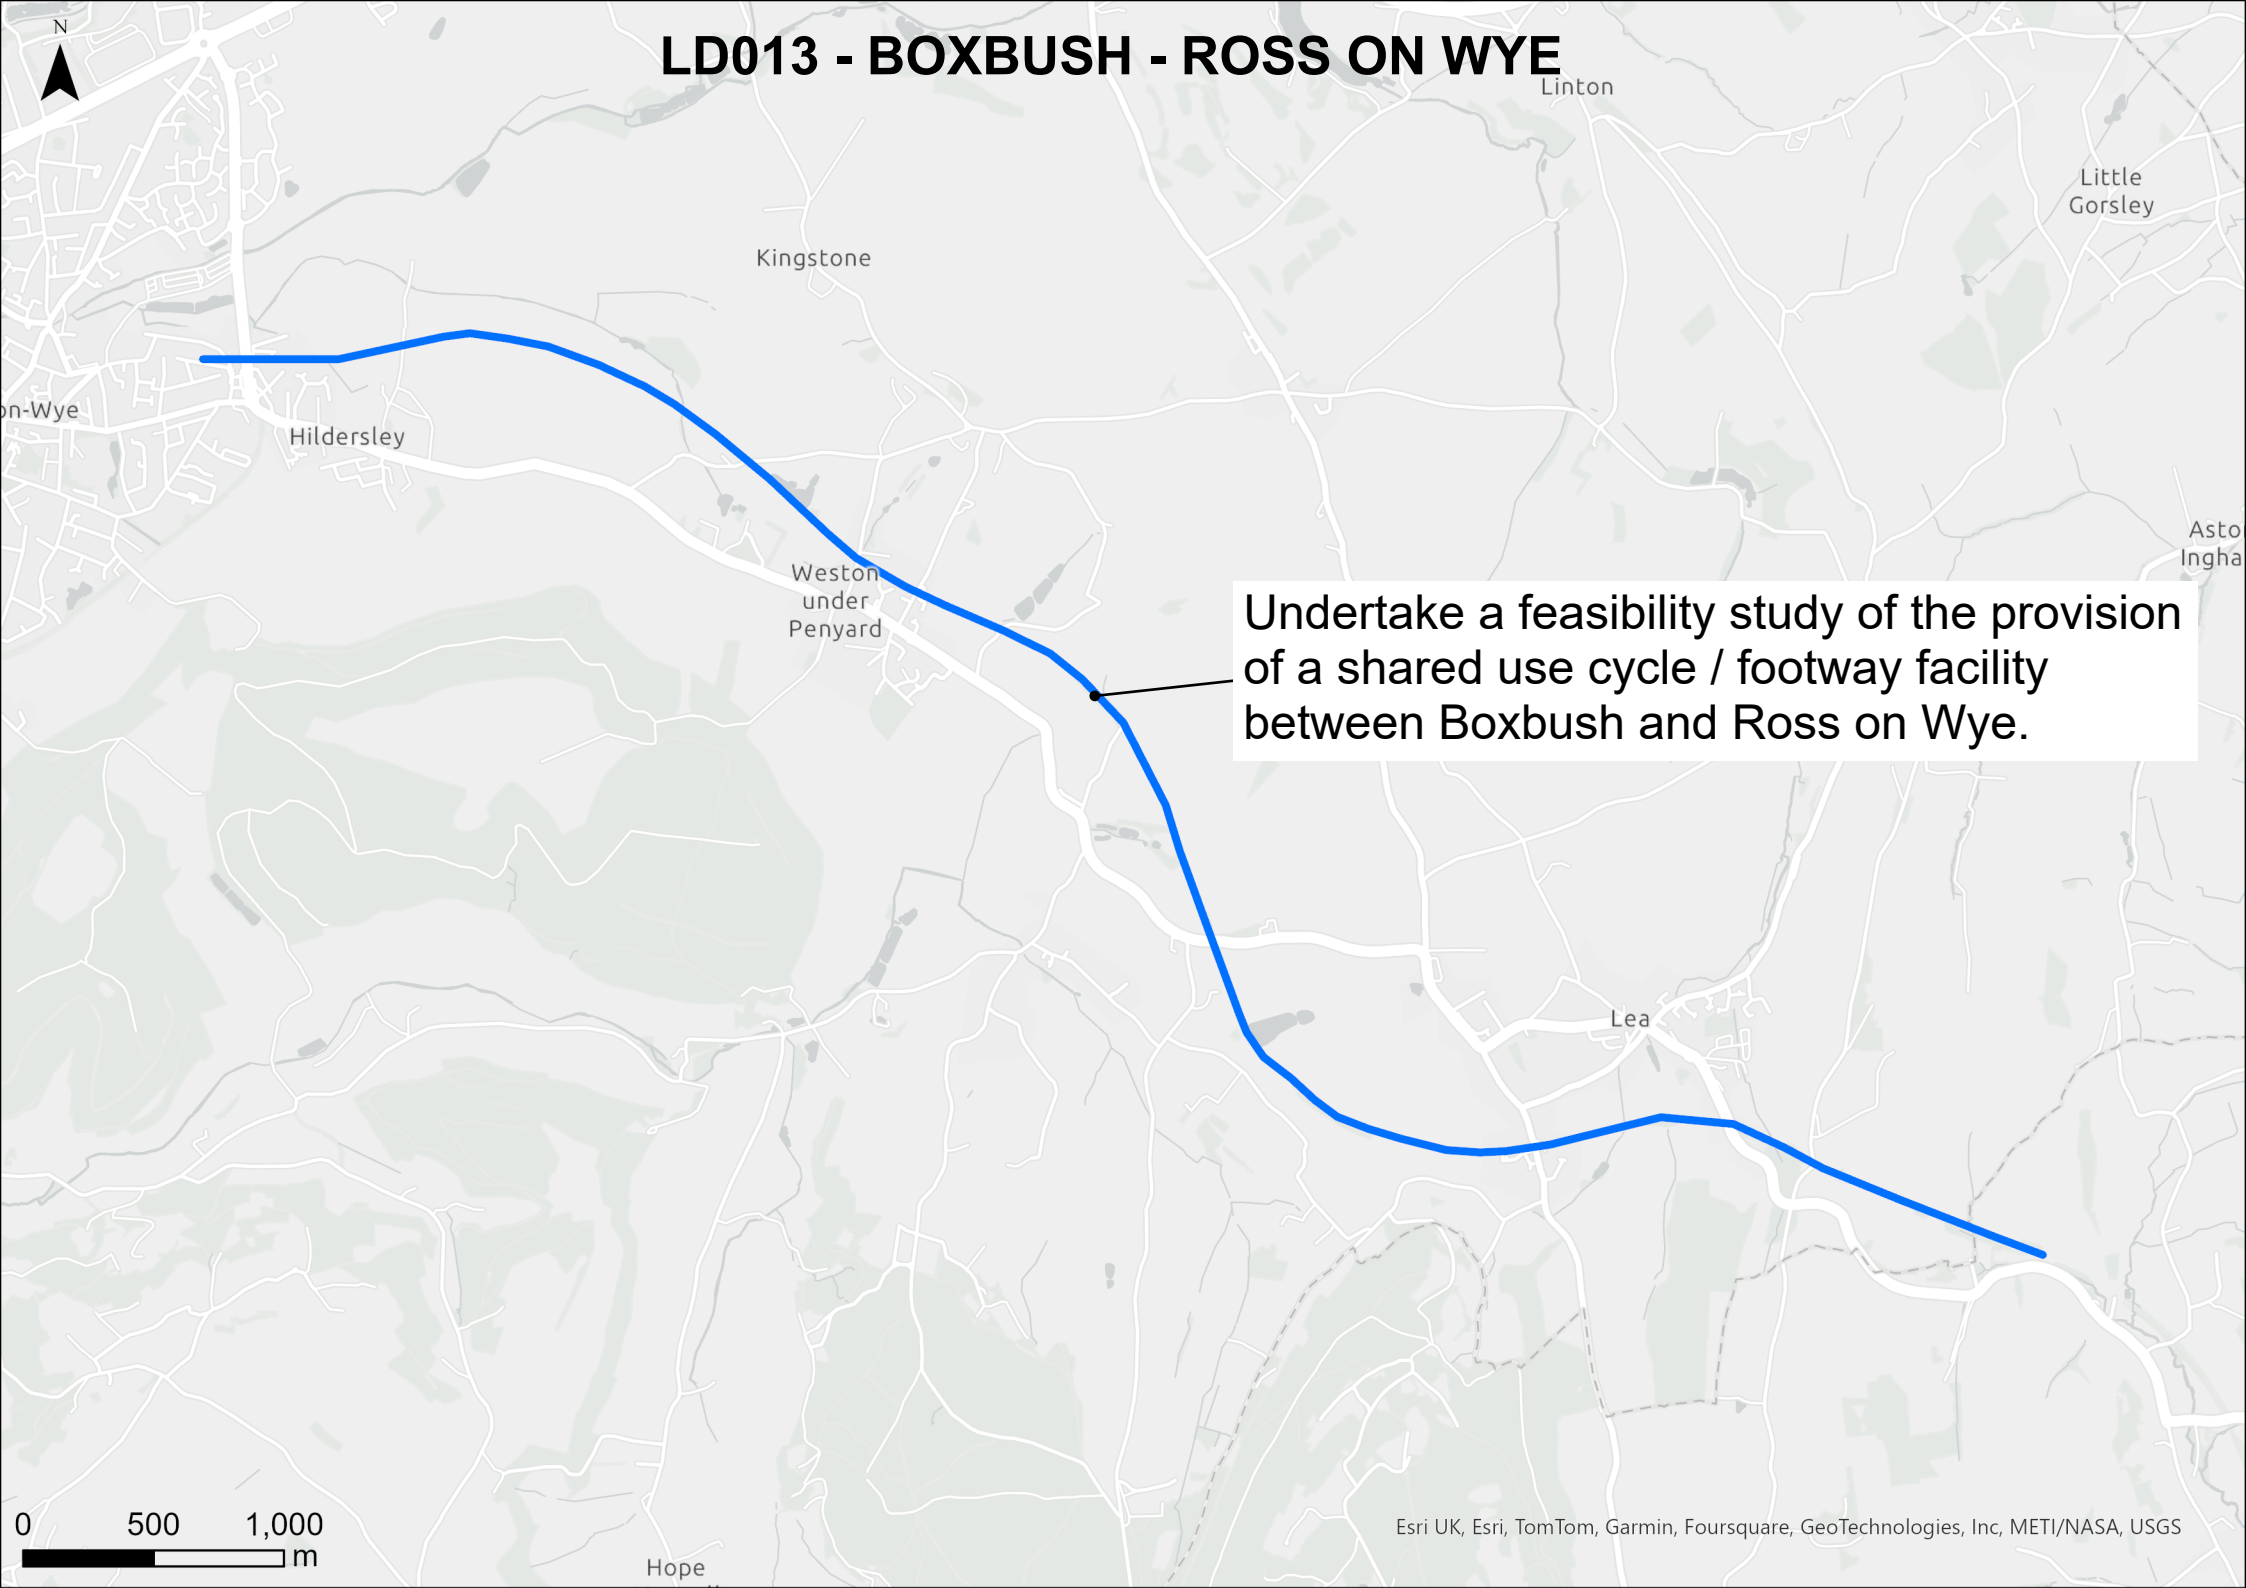 N
LD013 - BOXBUSH - ROSS ON WYE
Linton
Little
Gorsley
Kingstone
on-Wye
Hildersley
Asto
Ingha
Weston
under
Penyard
Undertake a feasibility study of the provision
of a shared use cycle / footway facility
between Boxbush and Ross on Wye.
Lea
0 500 1,000
m
Esri UK, Esri, TomTom, Garmin, Foursquare, GeoTechnologies, Inc, METI/NASA, USGS
Hope